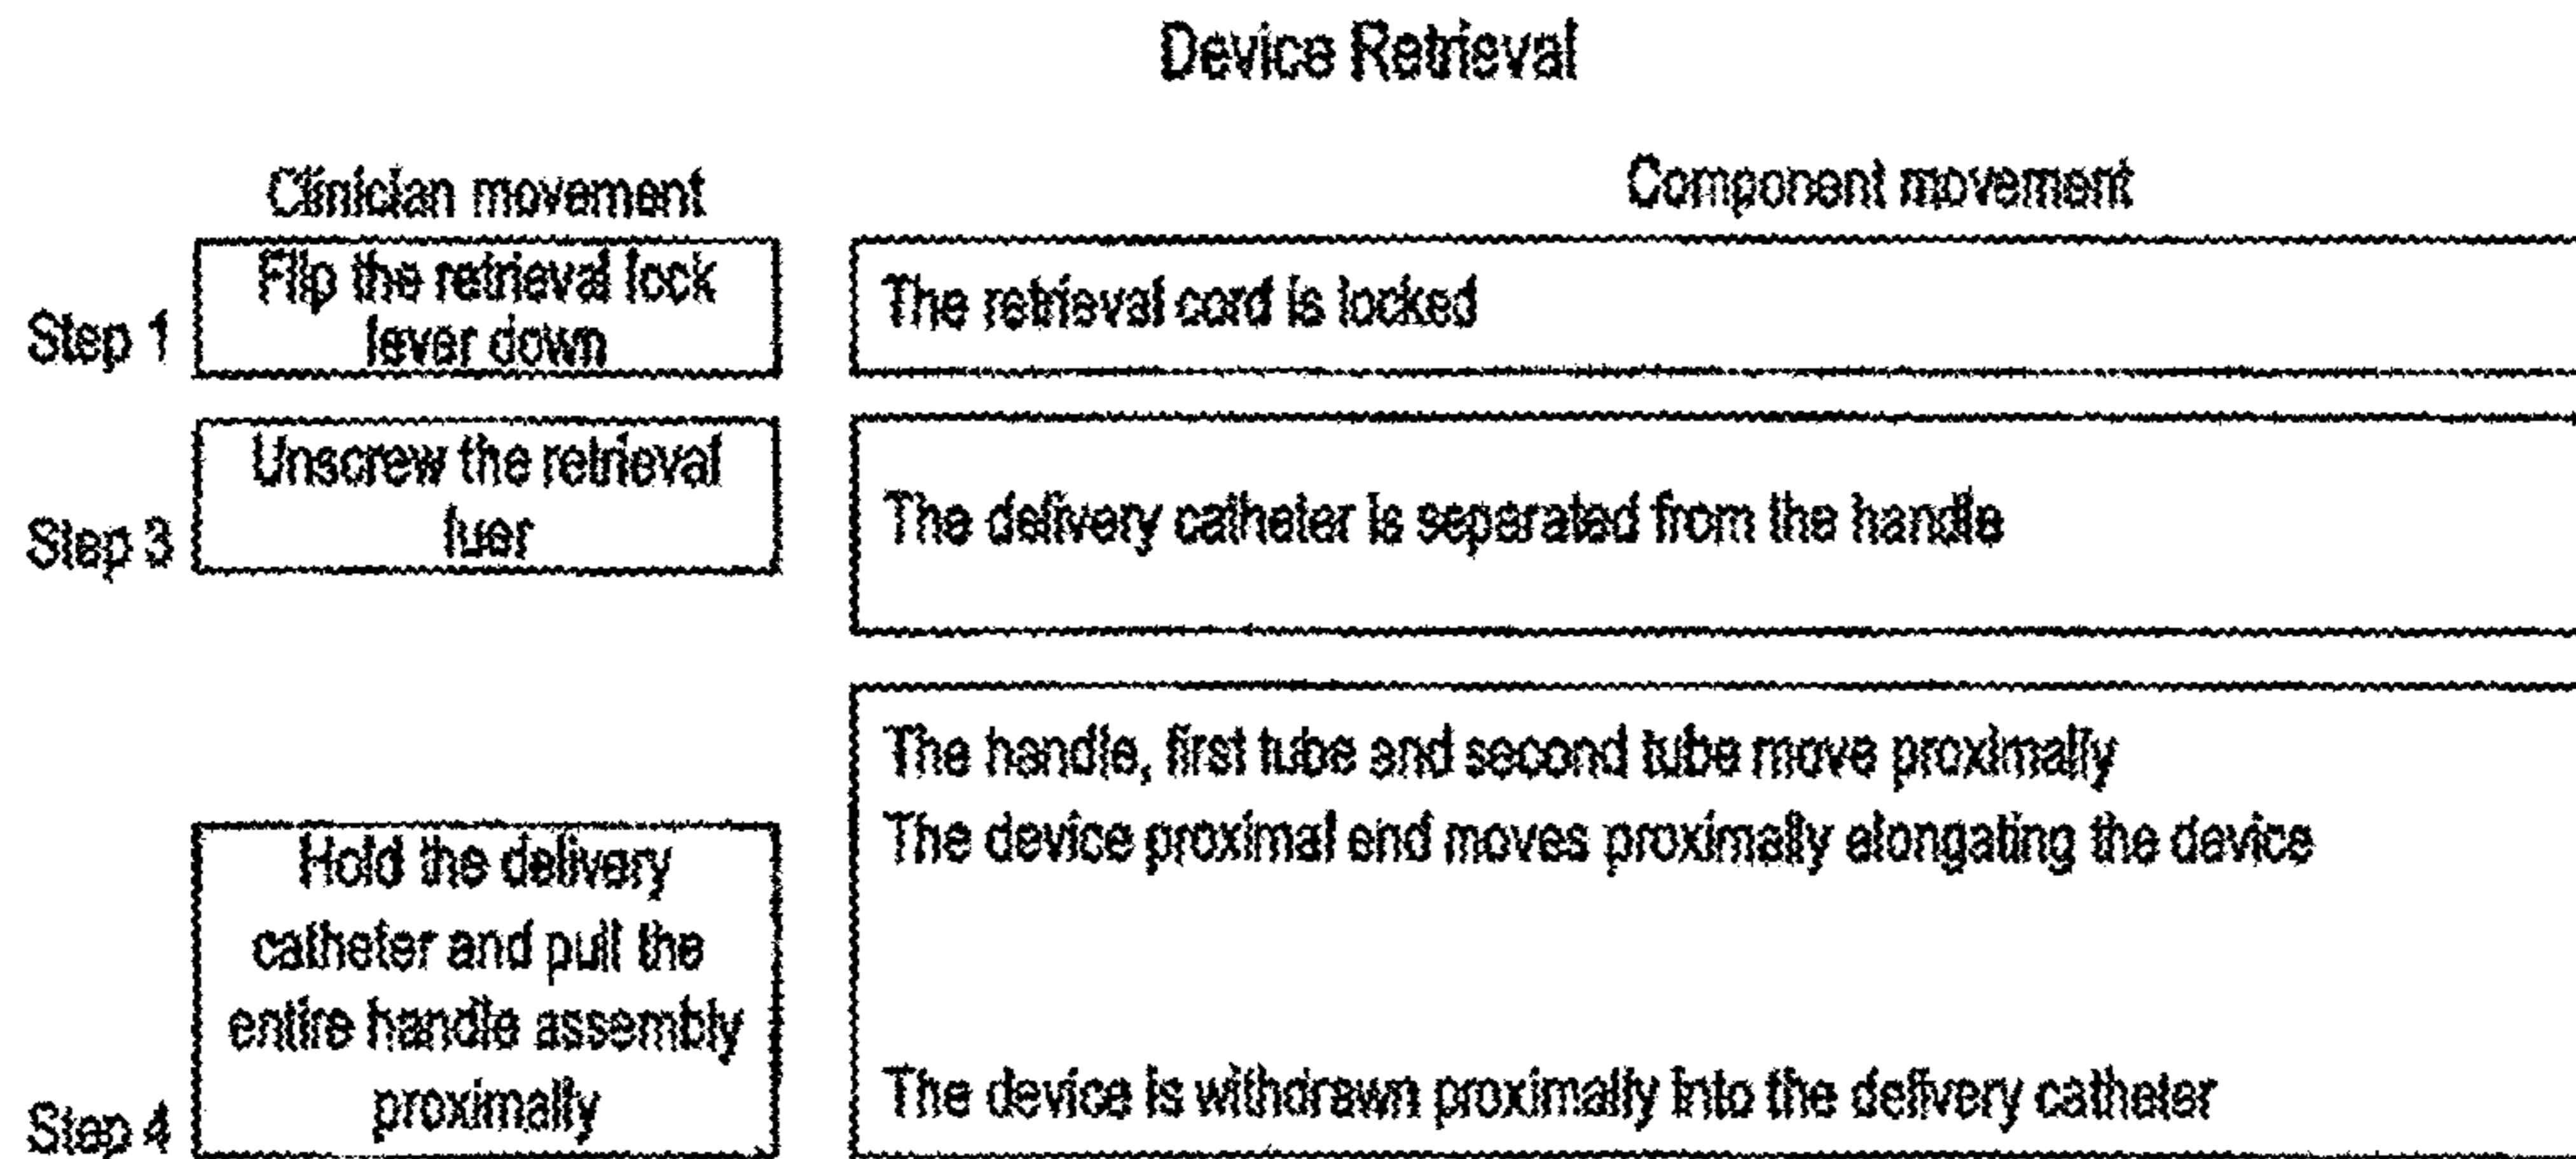 Device Retrieval
Clinician movement
Component movement
Flip the retrieval lock
lever down
Step 1
The retrieval cord is locked
Unscrew the retrieval
luer
Step 3
The delivery catheter is separated from the handle
Hold the delivery
catheter and pull the
entire handle assembly
proximally
Step 4
The handle, first tube and second tube move proximally
The device proximal end moves proximally elongating the device
The device is withdrawn proximally into the delivery catheter